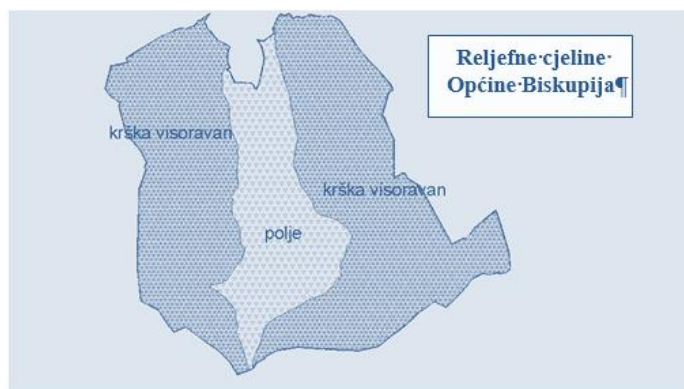 Reljefne·cjeline·
Općine·Biskupija¶
krška visoravan
krška visoravan
polje